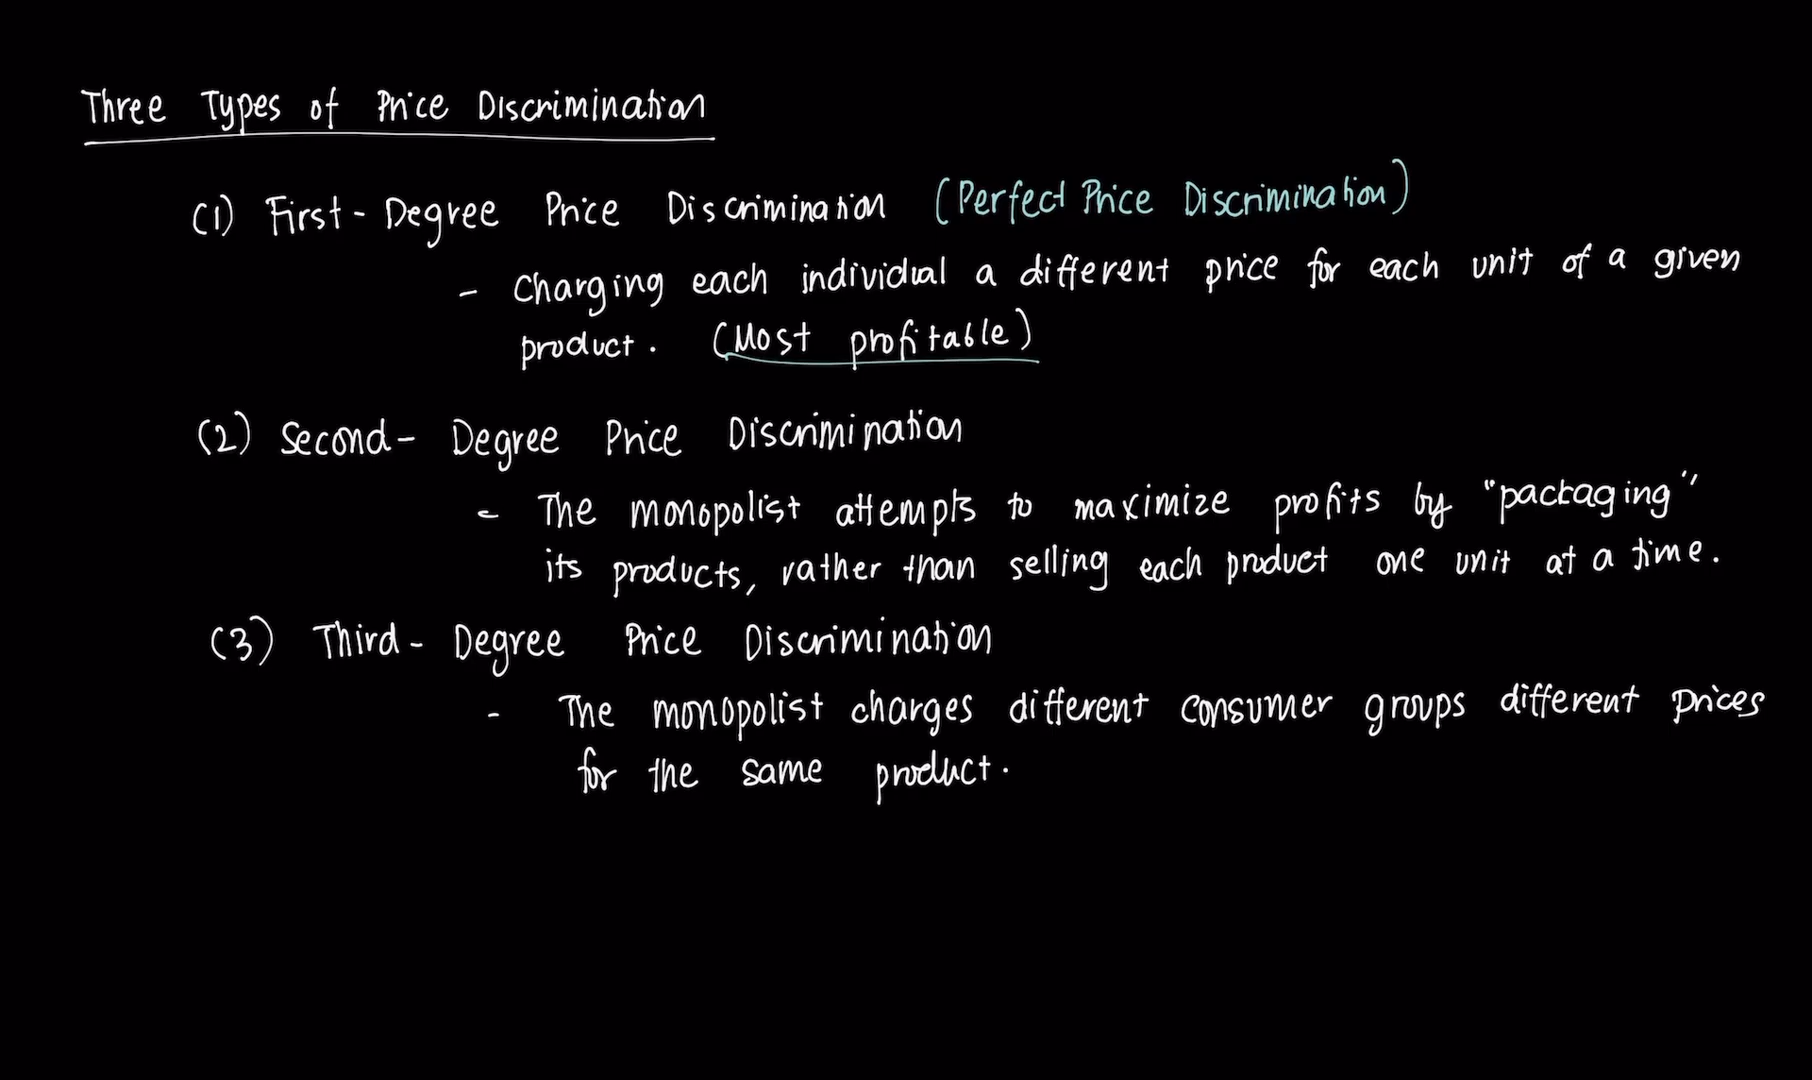 Three Types of Price Discrimination
(1) First-Degree Price Discrimination (Perfect Price Discrimination)
- Charging each individual a different price for each unit of a given
product. (Most profitable)
(2) Second-Degree Price Discrimination
- The monopolist attempts to maximize profits by "packaging"
its products, rather than selling each product one unit at a time.
(3) Third-Degree Price Discrimination
- The monopolist charges different consumer groups different prices
for the same product.